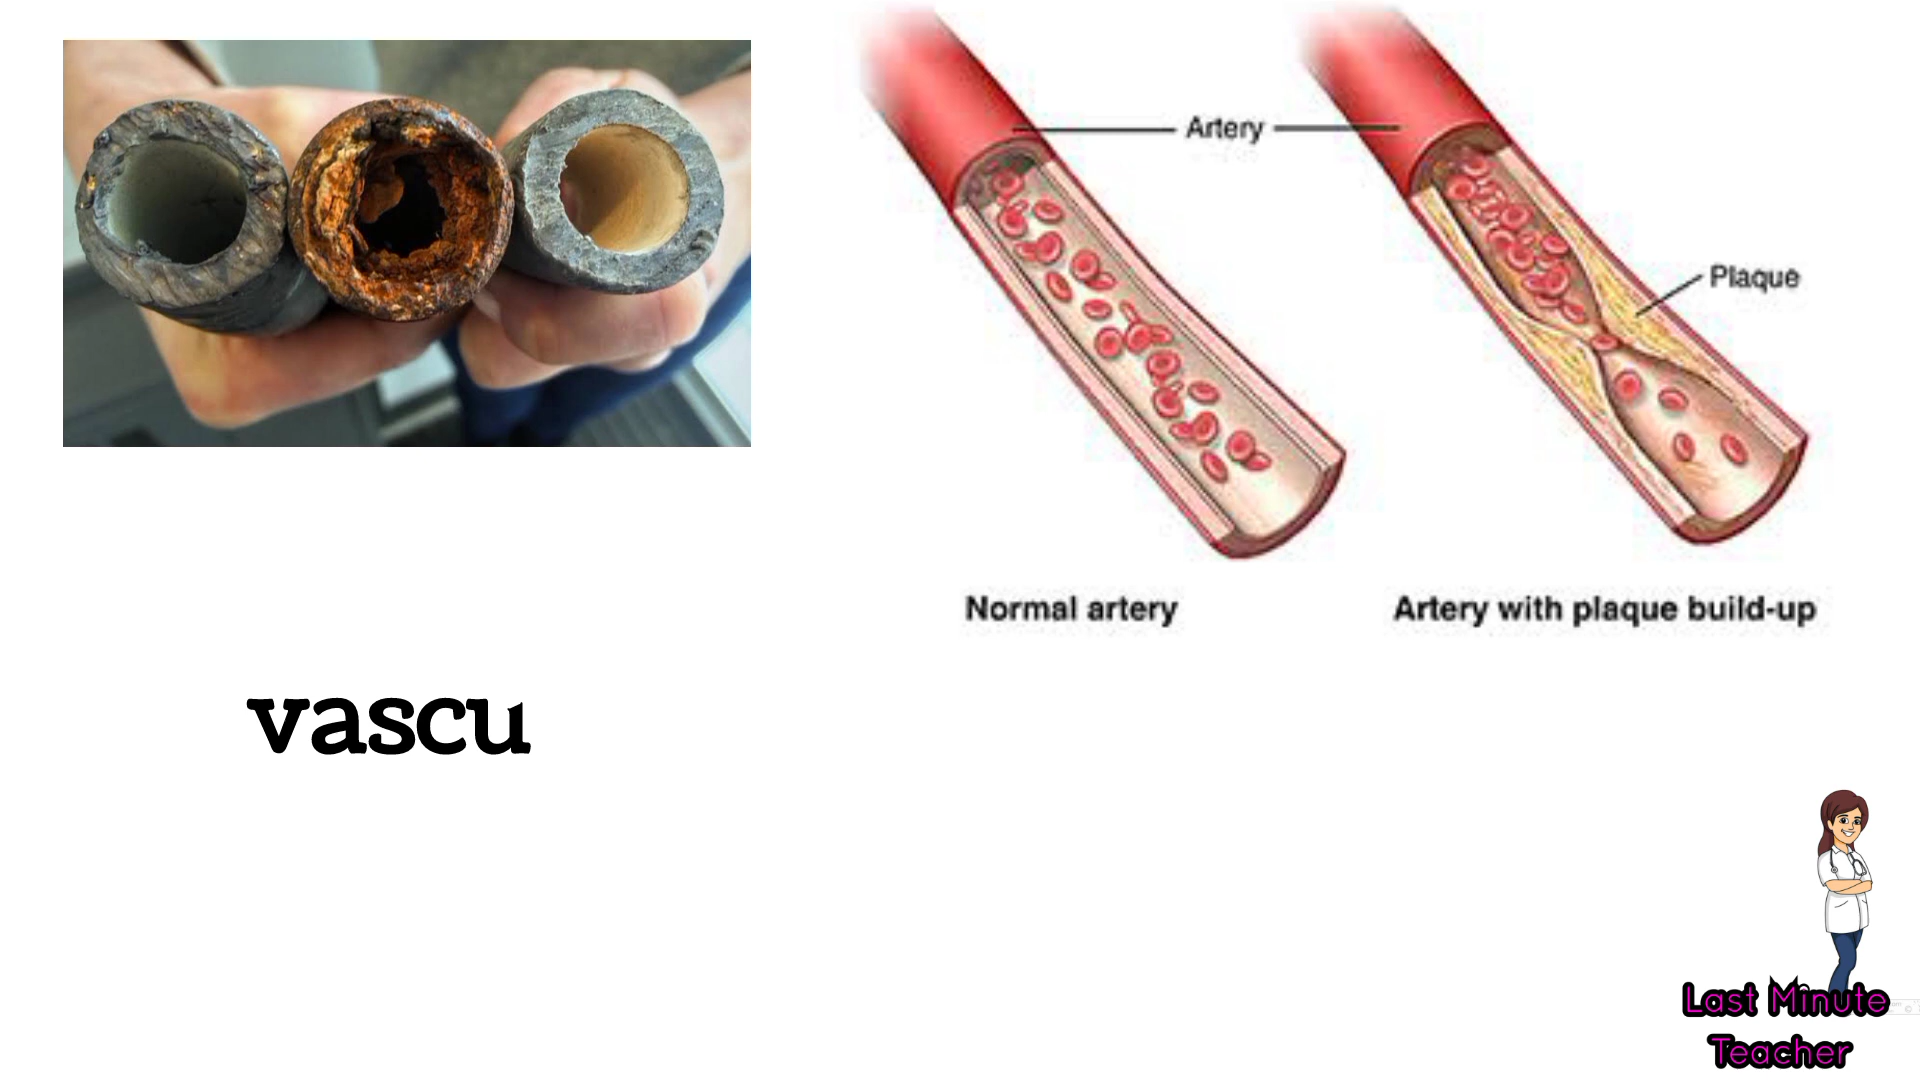 Artery
Plaque
Normal artery
Artery with plaque build-up
vascu
Last Minute
Teacher